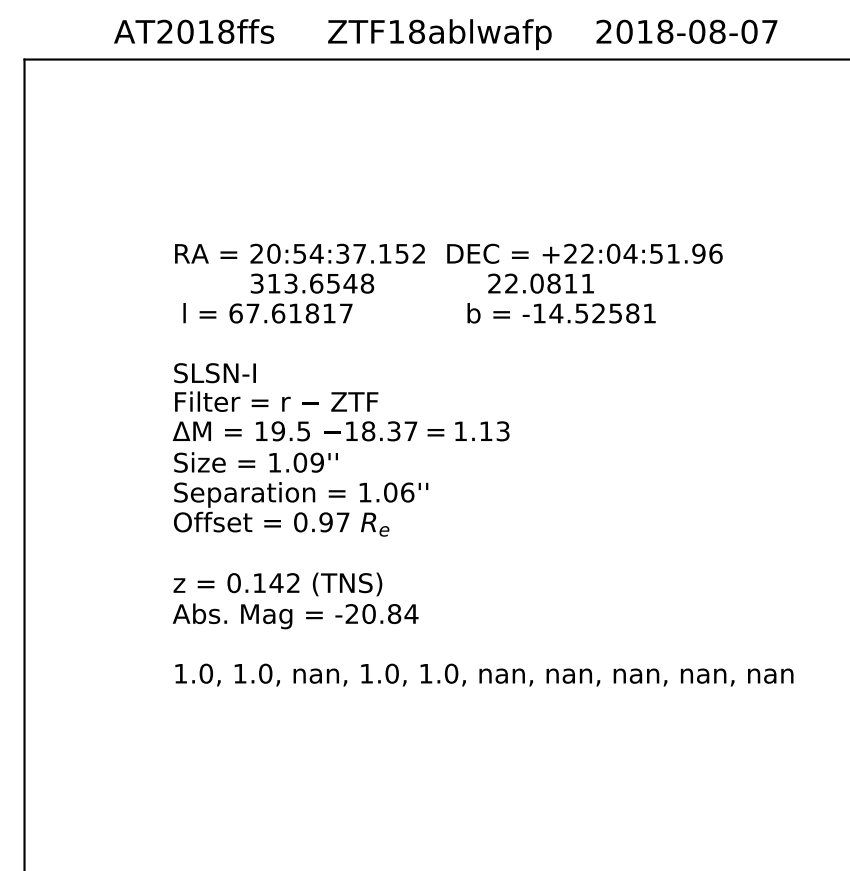 AT2018ffs ZTF18ablwafp 2018-08-07
RA = 20:54:37.152 DEC = +22:04:51.96
313.6548 22.0811
l = 67.61817 b = -14.52581
SLSN-I
Filter = r − ZTF
ΔM = 19.5 −18.37 = 1.13
Size = 1.09''
Separation = 1.06''
Offset = 0.97 Re
z = 0.142 (TNS)
Abs. Mag = -20.84
1.0, 1.0, nan, 1.0, 1.0, nan, nan, nan, nan, nan